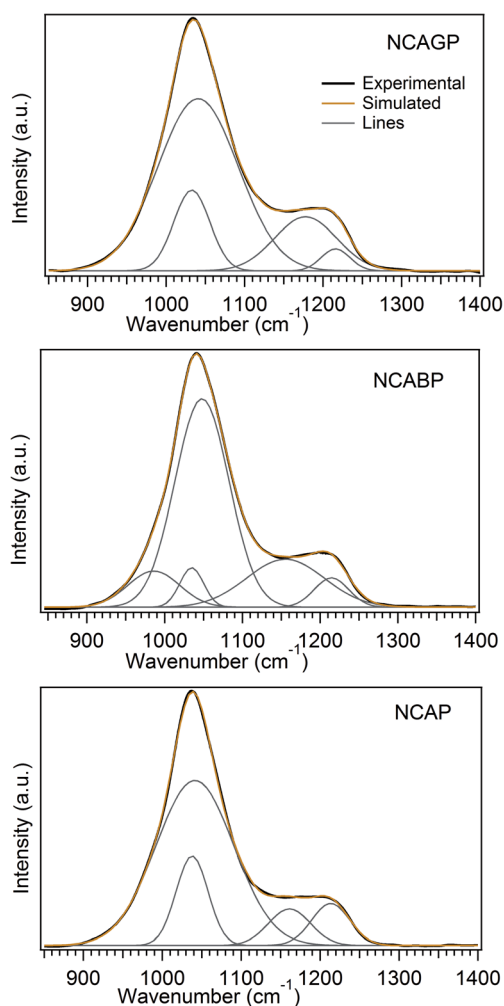 NCAGP
Experimental
Simulated
Lines
Intensity (a.u.)
900 1000 1100 1200 1300 1400
Wavenumber (cm⁻¹)
NCABP
Intensity (a.u.)
900 1000 1100 1200 1300 1400
Wavenumber (cm⁻¹)
NCAP
Intensity (a.u.)
900 1000 1100 1200 1300 1400
Wavenumber (cm⁻¹)